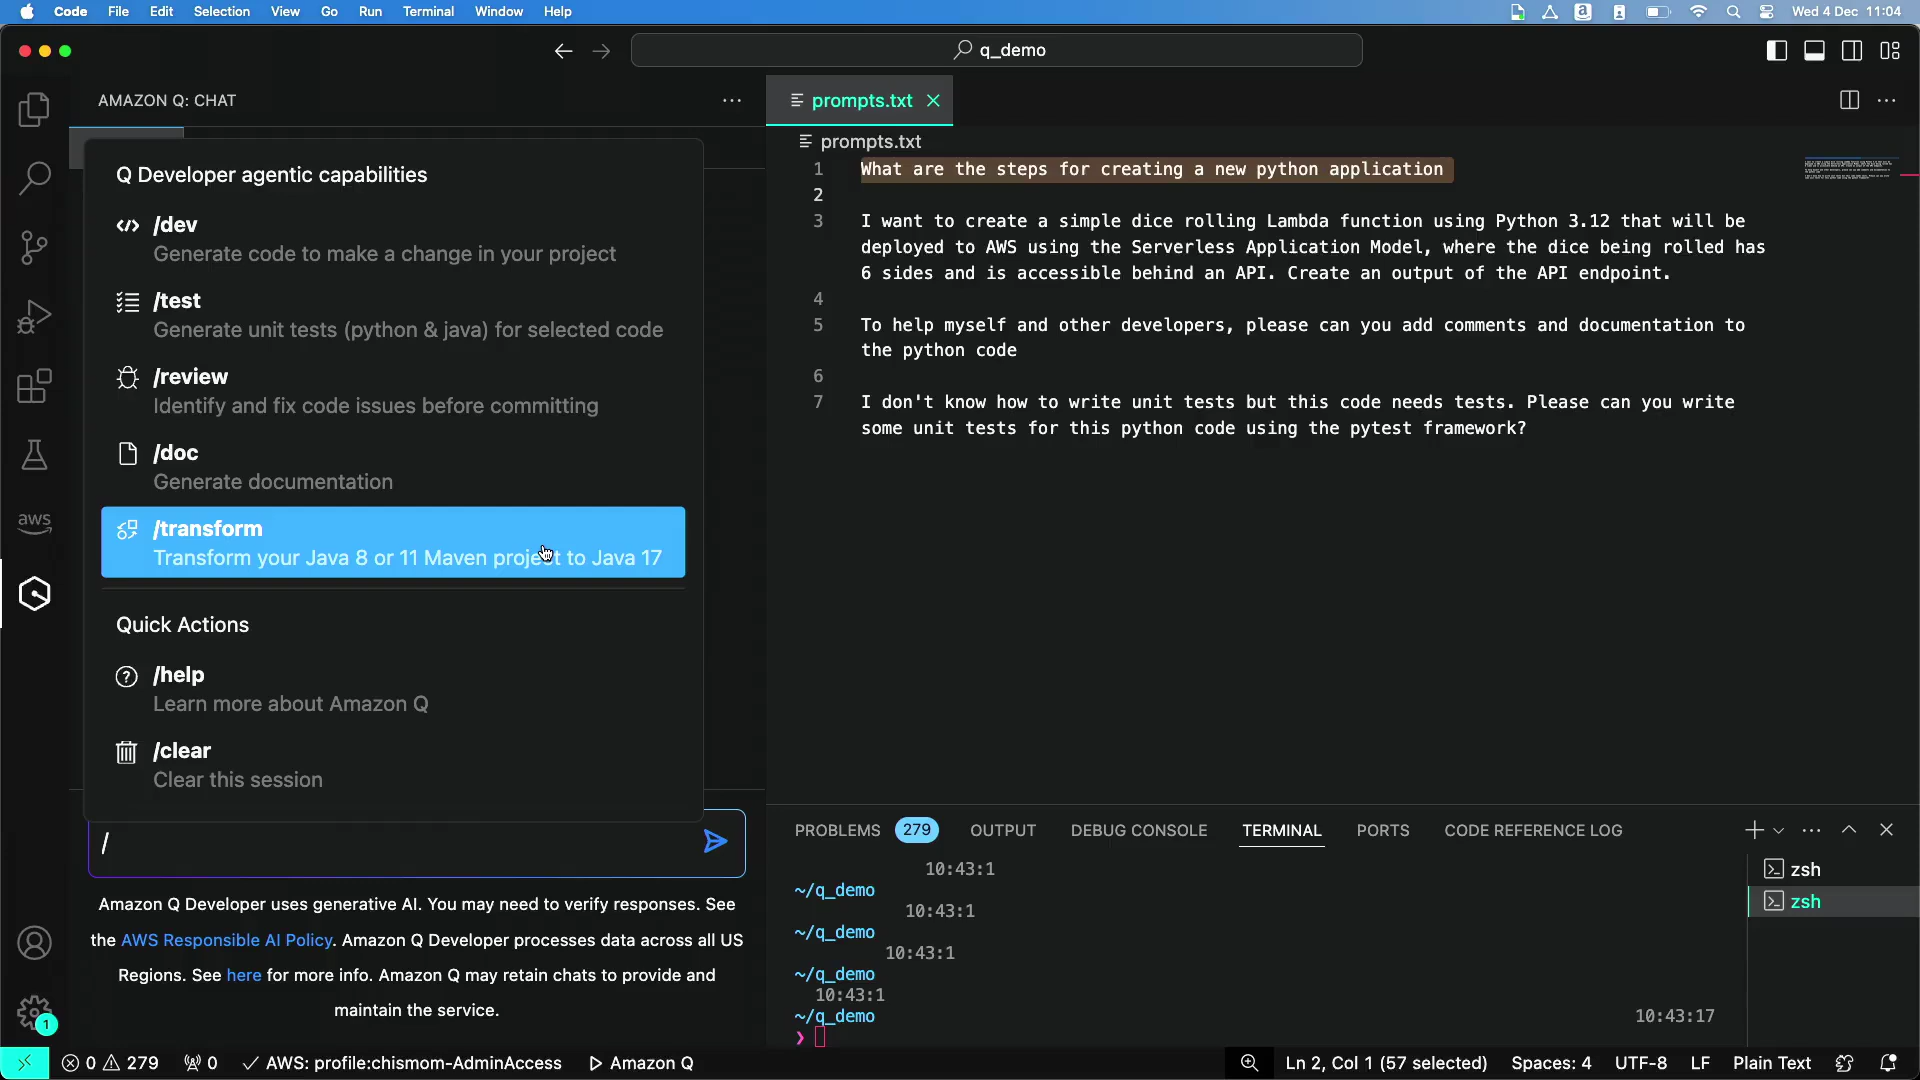 Code File Edit Selection View Go Run Terminal Window Help
Wed 4 Dec 11:04
q_demo
AMAZON Q: CHAT
Q Developer agentic capabilities
/dev
Generate code to make a change in your project
/test
Generate unit tests (python & java) for selected code
/review
Identify and fix code issues before committing
/doc
Generate documentation
/transform
Transform your Java 8 or 11 Maven project to Java 17
Quick Actions
/help
Learn more about Amazon Q
/clear
Clear this session
/
Amazon Q Developer uses generative AI. You may need to verify responses. See
the AWS Responsible AI Policy. Amazon Q Developer processes data across all US
Regions. See here for more info. Amazon Q may retain chats to provide and
maintain the service.
aws
1
prompts.txt
prompts.txt
1 What are the steps for creating a new python application
2
3 I want to create a simple dice rolling Lambda function using Python 3.12 that will be
deployed to AWS using the Serverless Application Model, where the dice being rolled has
6 sides and is accessible behind an API. Create an output of the API endpoint.
4
5 To help myself and other developers, please can you add comments and documentation to
the python code
6
7 I don't know how to write unit tests but this code needs tests. Please can you write
some unit tests for this python code using the pytest framework?
PROBLEMS 279 OUTPUT DEBUG CONSOLE TERMINAL PORTS CODE REFERENCE LOG
10:43:1
~/q_demo
10:43:1
~/q_demo
10:43:1
~/q_demo
10:43:1
~/q_demo 10:43:17
❯
zsh
zsh
0 279 0 AWS: profile:chismom-AdminAccess Amazon Q
Ln 2, Col 1 (57 selected) Spaces: 4 UTF-8 LF Plain Text